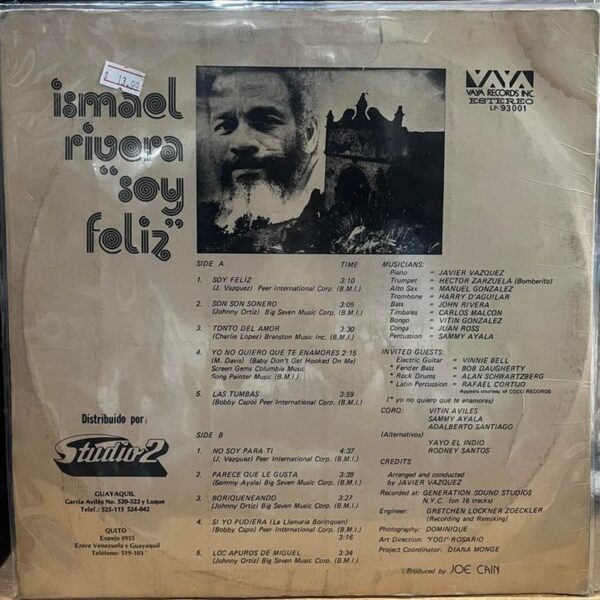 $ 13,00
ismael
rivera
"soy
feliz"
VAYA
VAYA RECORDS INC.
ESTEREO
LP- 93001
SIDE A TIME
1. SOY FELIZ 3:10
(J. Vazquez) Peer International Corp. (B.M.I.)
2. SON SON SONERO 3:05
(Johnny Ortiz) Big Seven Music Corp. (B.M.I.)
3. TONTO DEL AMOR 3:30
(Charlie Lopez) Branston Music Inc. (B.M.I.)
4. YO NO QUIERO QUE TE ENAMORES 2:15
(M. Davis) (Baby Don't Get Hooked On Me)
Screen Gems Columbia Music
Song Painter Music (B.M.I.)
5. LAS TUMBAS 3:59
(Bobby Capo) Peer International Corp. (B.M.I.)
SIDE B
1. NO SOY PARA TI 4:37
(J. Vazquez) Peer International Corp. (B.M.I.)
2. PARECE QUE LE GUSTA 3:39
(Sammy Ayala) Big Seven Music Corp. (B.M.I.)
3. BORIQUENEANDO 3:27
(Johnny Ortiz) Big Seven Music Corp. (B.M.I.)
4. SI YO PUDIERA (La Llamaria Borinquen)
(Bobby Capo) Peer International Corp. (B.M.I.)
3:16
5. LOC APUROS DE MIGUEL 3:34
(Johnny Ortiz) Big Seven Music Corp. (B.M.I.)
MUSICIANS:
Piano = JAVIER VAZQUEZ
Trumpet = HECTOR ZARZUELA (Bomberito)
Alto Sax = MANUEL GONZALEZ
Trombone = HARRY D'AGUILAR
Bass = JOHN RIVERA
Timbales = CARLOS MALCON
Bongo = VITIN GONZALEZ
Conga = JUAN ROSS
Percussion = SAMMY AYALA
INVITED GUESTS:
Electric Guitar = VINNIE BELL
* Fender Bass = BOB DAUGHERTY
* Rock Drums = ALAN SCHWARTZBERG
* Latin Percussion = RAFAEL CORTIJO
Appears courtesy of COCO RECORDS
(* yo no quiero que te enamores)
CORO: VITIN AVILES
SAMMY AYALA
ADALBERTO SANTIAGO
(Alternativos)
YAYO EL INDIO
RODNEY SANTOS
CREDITS
Arranged and conducted
by JAVIER VAZQUEZ
Recorded at: GENERATION SOUND STUDIOS
N.Y.C. (on 16 tracks)
Engineer: GRETCHEN LOCKNER ZOECKLER
(Recording and Remixing)
Photography: DOMINIQUE
Art Direction: 'YOGI' ROSARIO
Project Coordinator: DIANA MONGE
Produced by JOE CAIN
Distribuido por:
Studio 2
GUAYAQUIL
García Avilés No. 520-522 y Luque
Telef.: 525-113 524-042
QUITO
Espejo #935
Entre Venezuela y Guayaquil
Teléfono: 519-103